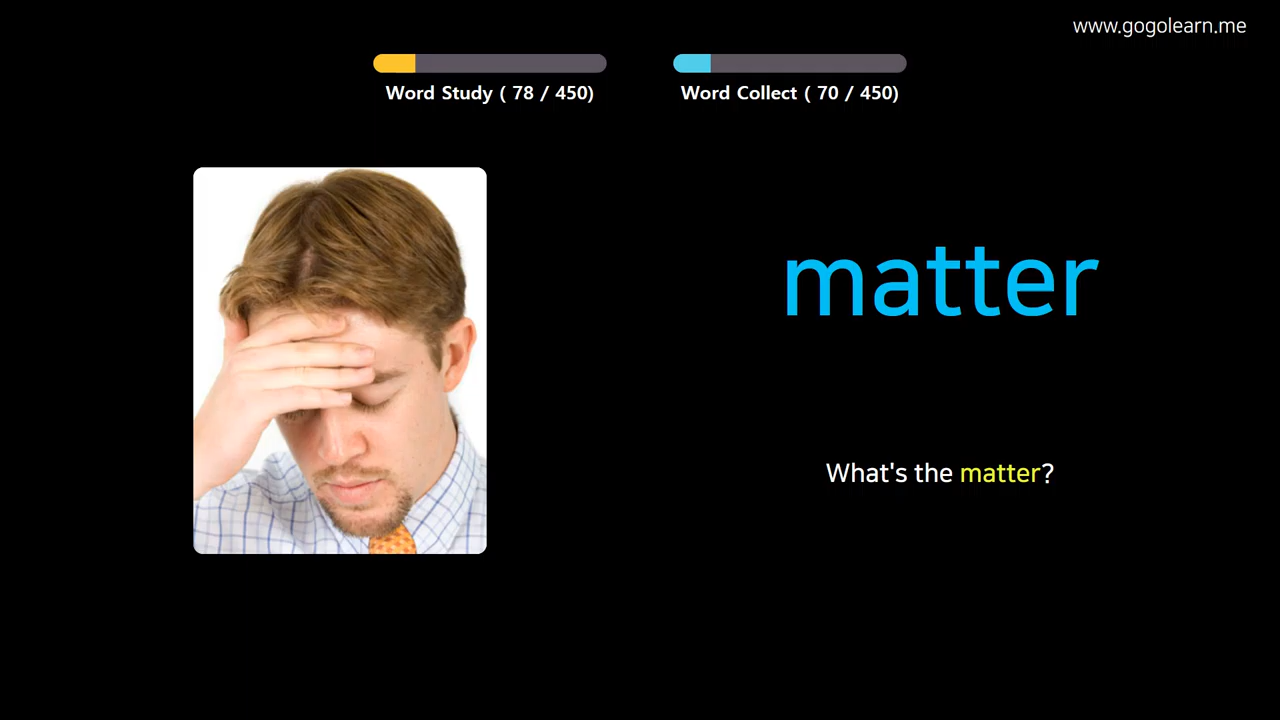 www.gogolearn.me
Word Study ( 78 / 450)
Word Collect ( 70 / 450)
matter
What's the matter?